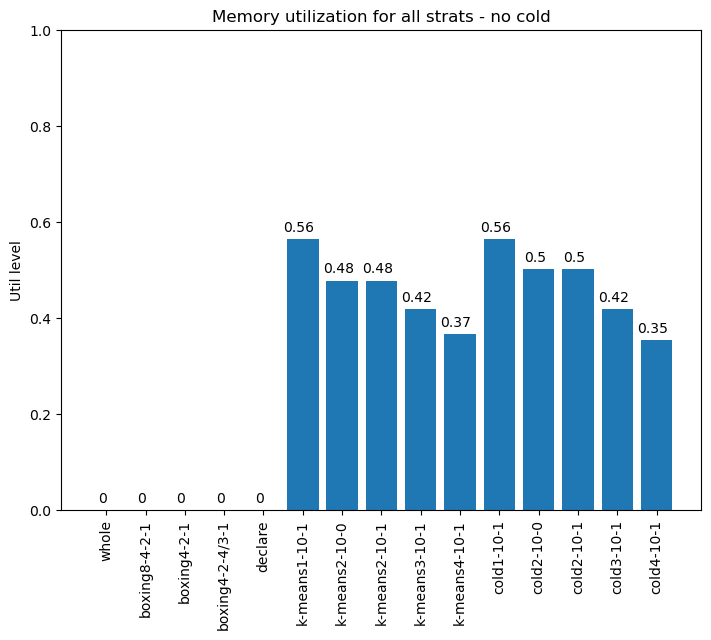 Memory utilization for all strats - no cold
Util level
1.0
0.8
0.6
0.4
0.2
0.0
0
0
0
0
0
0.56
0.48
0.48
0.42
0.37
0.56
0.5
0.5
0.42
0.35
whole
boxing8-4-2-1
boxing4-2-1
boxing4-2-4/3-1
declare
k-means1-10-1
k-means2-10-0
k-means2-10-1
k-means3-10-1
k-means4-10-1
cold1-10-1
cold2-10-0
cold2-10-1
cold3-10-1
cold4-10-1